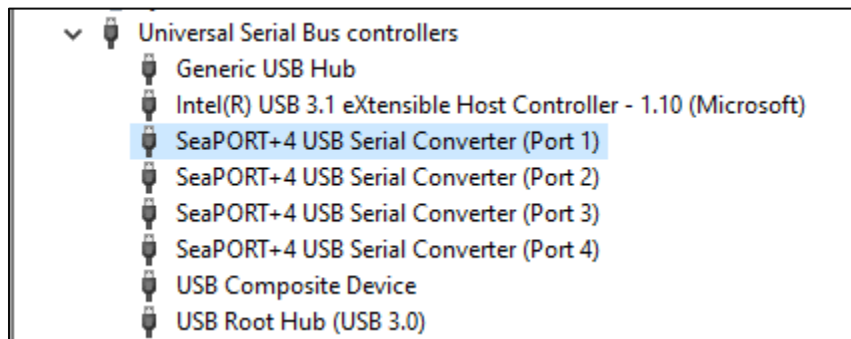 Universal Serial Bus controllers
Generic USB Hub
Intel(R) USB 3.1 eXtensible Host Controller - 1.10 (Microsoft)
SeaPORT+4 USB Serial Converter (Port 1)
SeaPORT+4 USB Serial Converter (Port 2)
SeaPORT+4 USB Serial Converter (Port 3)
SeaPORT+4 USB Serial Converter (Port 4)
USB Composite Device
USB Root Hub (USB 3.0)